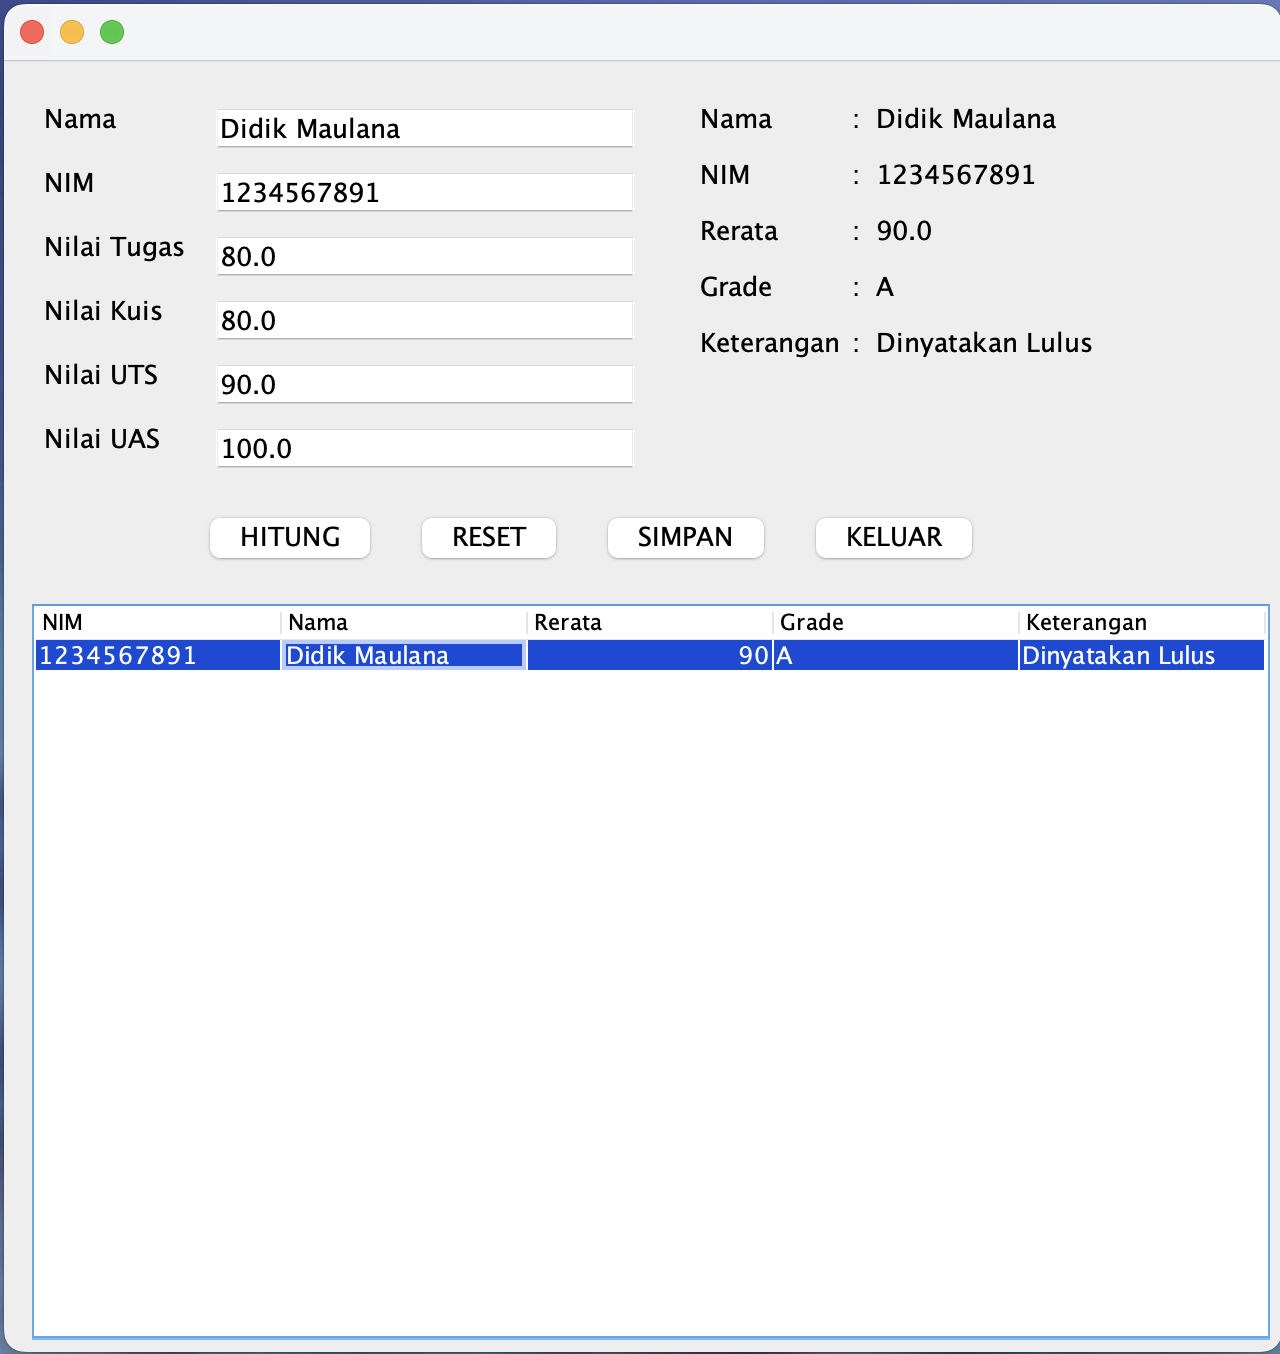 Nama Didik Maulana
NIM 1234567891
Nilai Tugas 80.0
Nilai Kuis 80.0
Nilai UTS 90.0
Nilai UAS 100.0
Nama : Didik Maulana
NIM : 1234567891
Rerata : 90.0
Grade : A
Keterangan : Dinyatakan Lulus
HITUNG RESET SIMPAN KELUAR
NIM Nama Rerata Grade Keterangan
1234567891 Didik Maulana 90 A Dinyatakan Lulus